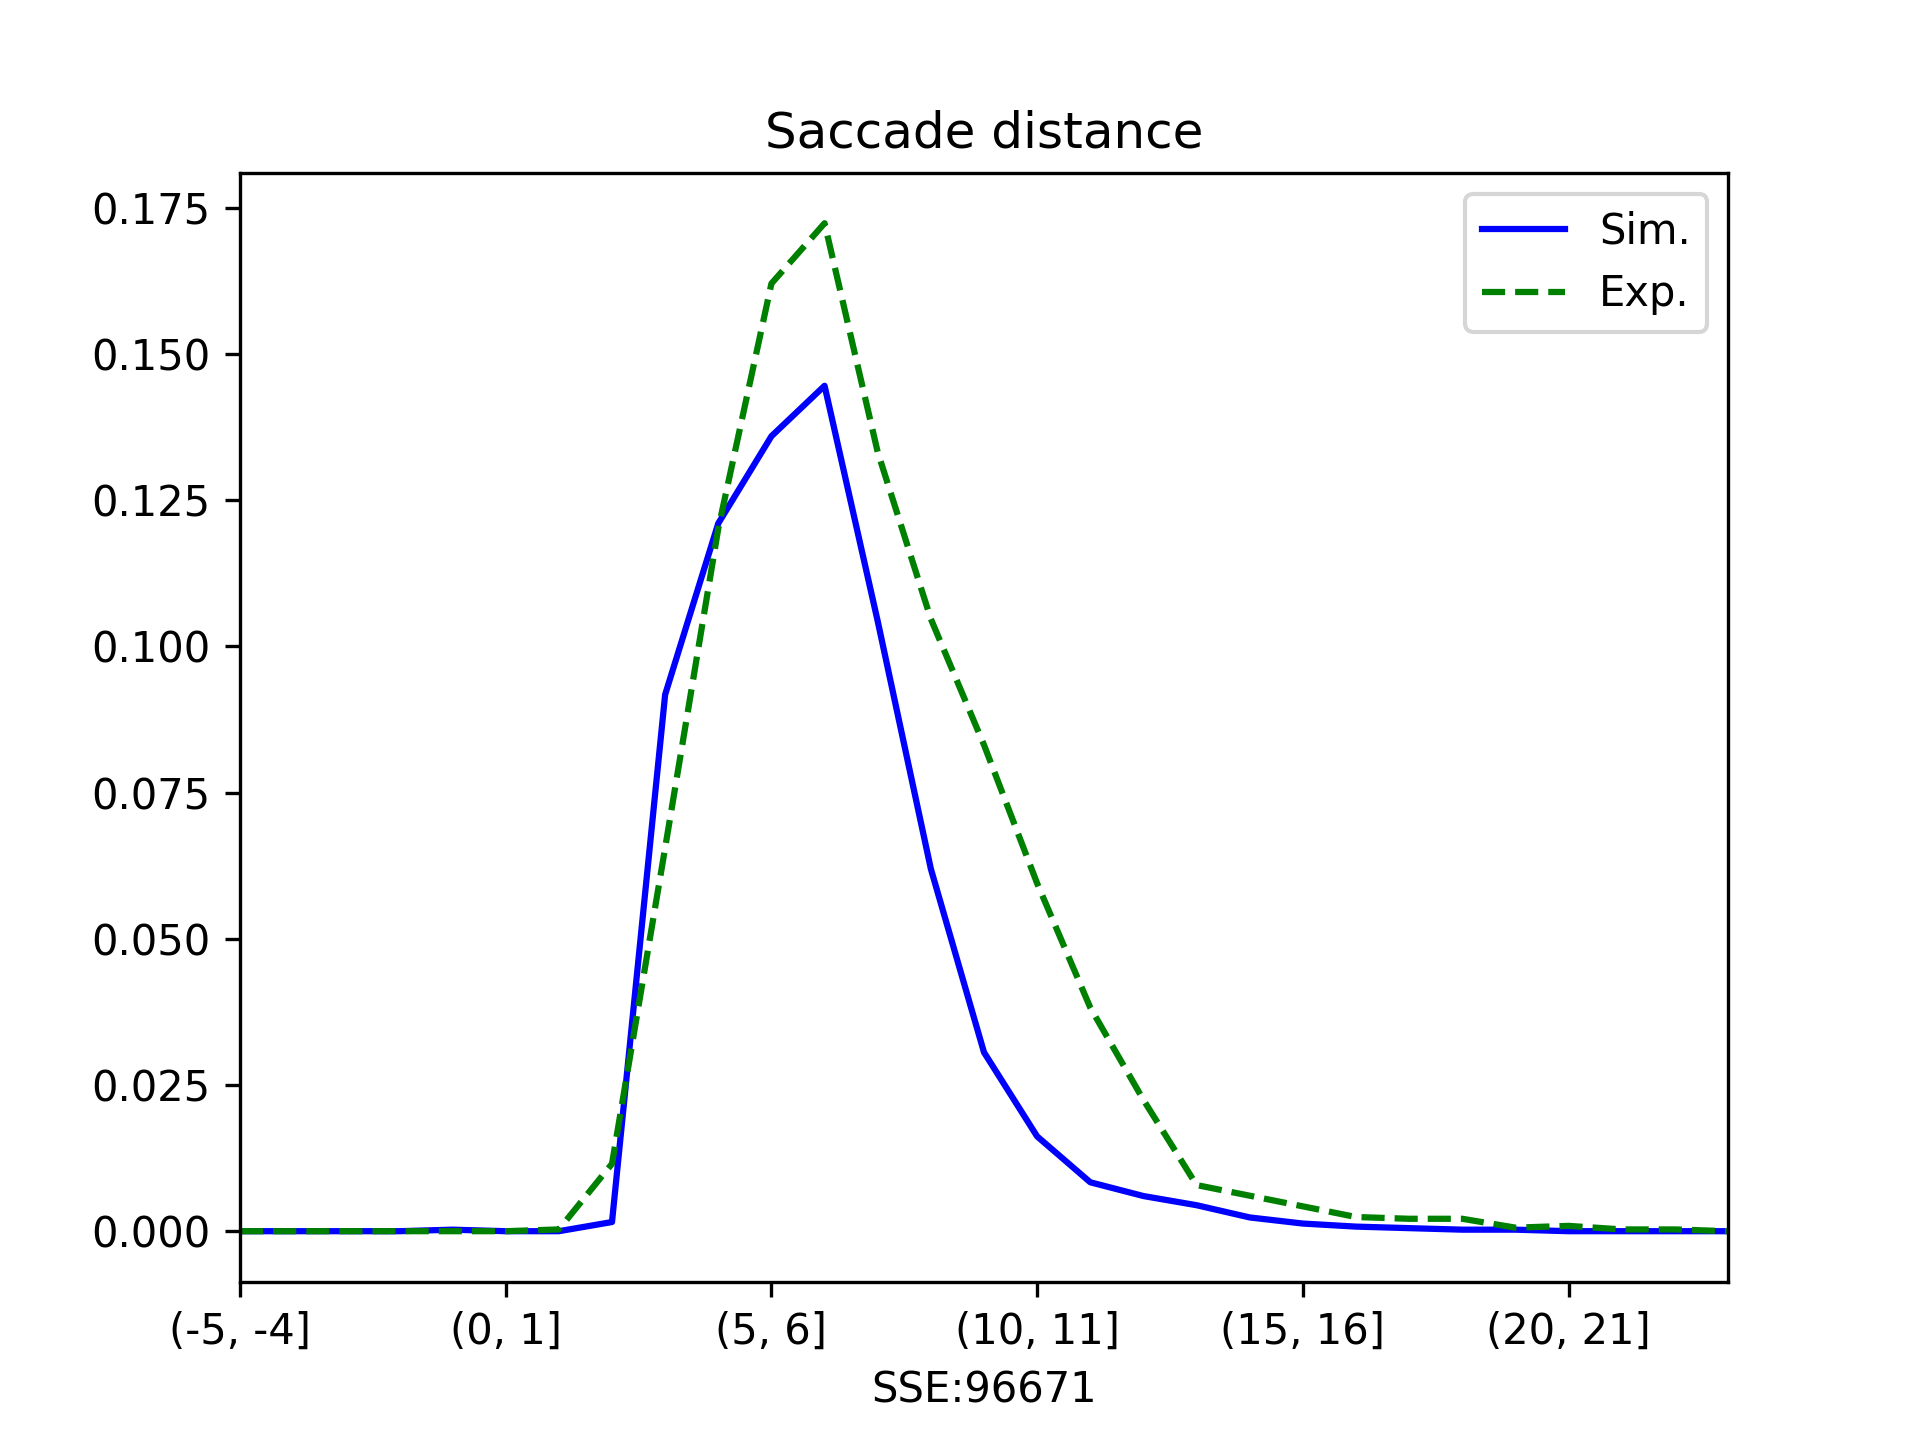 Saccade distance
0.175
0.150
0.125
0.100
0.075
0.050
0.025
0.000
Sim.
Exp.
(-5, -4] (0, 1] (5, 6] (10, 11] (15, 16] (20, 21]
SSE:96671